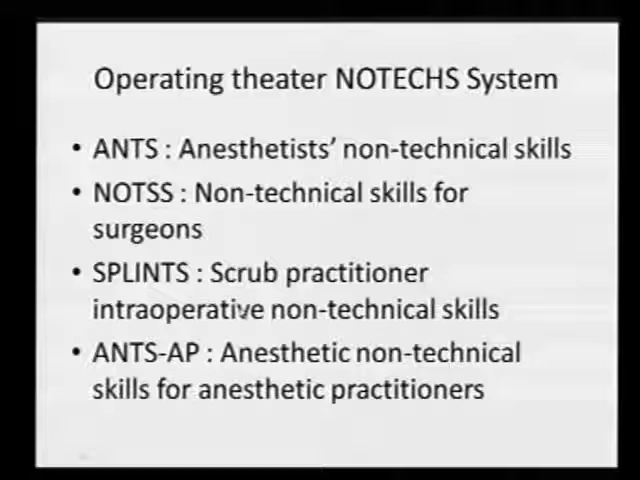 Operating theater NOTECHS System
• ANTS : Anesthetists' non-technical skills
• NOTSS : Non-technical skills for
surgeons
• SPLINTS : Scrub practitioner
intraoperative non-technical skills
• ANTS-AP : Anesthetic non-technical
skills for anesthetic practitioners